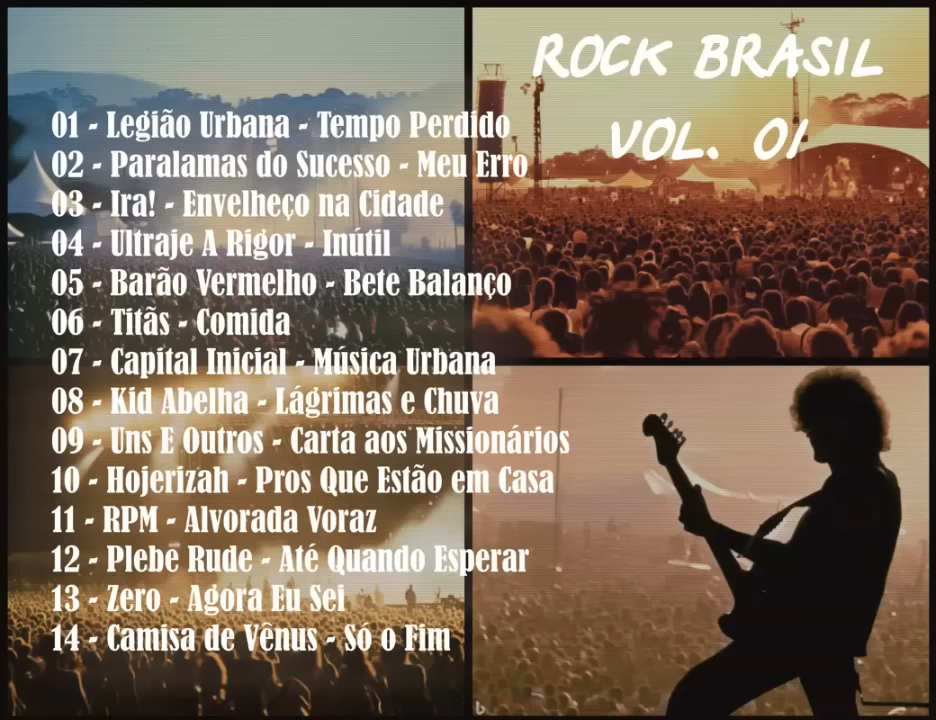 ROCK BRASIL
VOL. 01
01 - Legião Urbana - Tempo Perdido
02 - Paralamas do Sucesso - Meu Erro
03 - Ira! - Envelheço na Cidade
04 - Ultraje A Rigor - Inútil
05 - Barão Vermelho - Bete Balanço
06 - Titãs - Comida
07 - Capital Inicial - Música Urbana
08 - Kid Abelha - Lágrimas e Chuva
09 - Uns E Outros - Carta aos Missionários
10 - Hojerizah - Pros Que Estão em Casa
11 - RPM - Alvorada Voraz
12 - Plebe Rude - Até Quando Esperar
13 - Zero - Agora Eu Sei
14 - Camisa de Vênus - Só o Fim